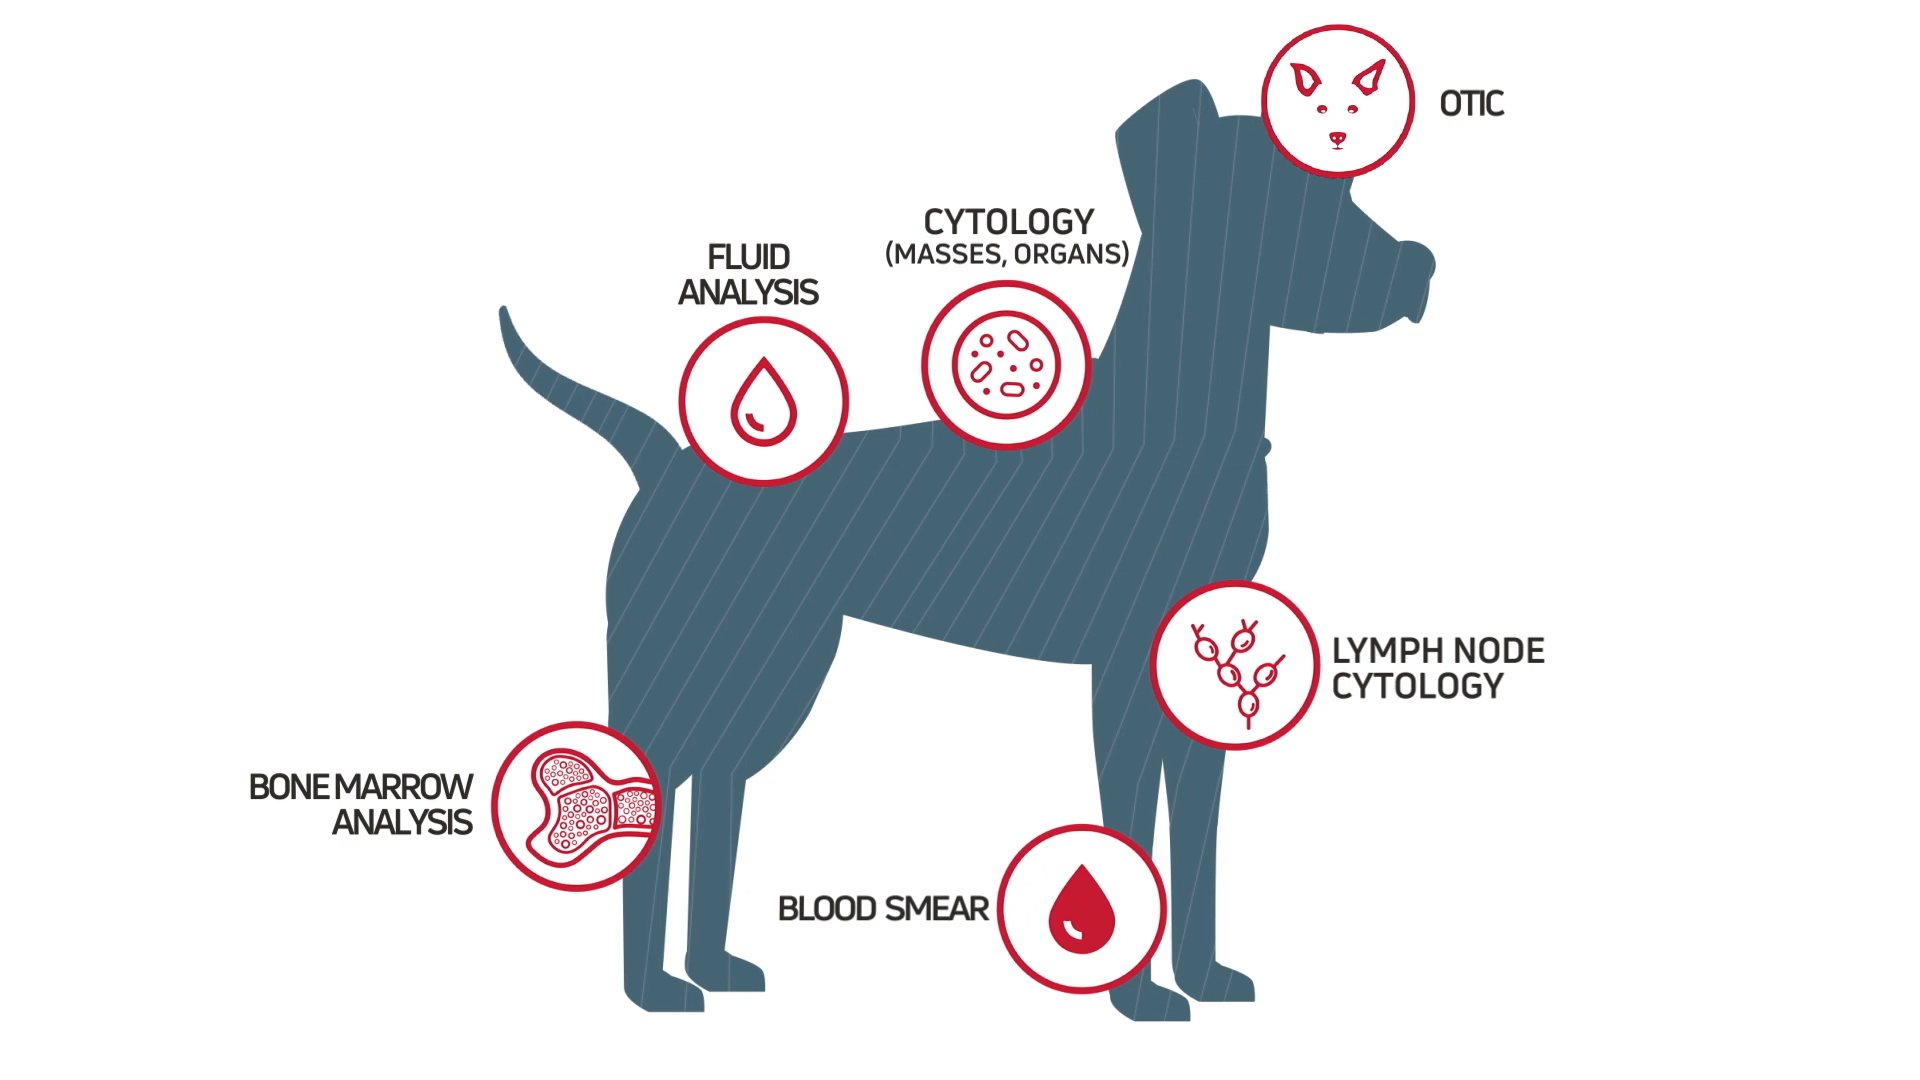 OTIC
CYTOLOGY
(MASSES, ORGANS)
FLUID
ANALYSIS
LYMPH NODE
CYTOLOGY
BONE MARROW
ANALYSIS
BLOOD SMEAR